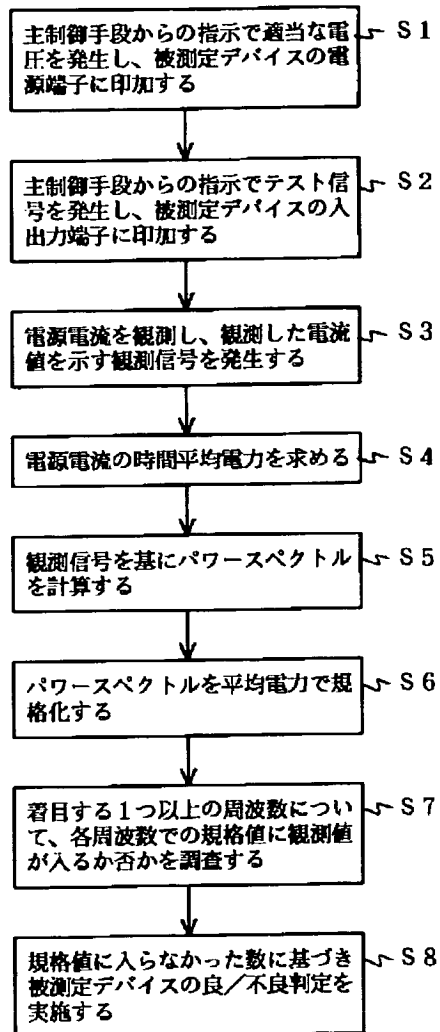 主制御手段からの指示で適当な電
圧を発生し、被測定デバイスの電
源端子に印加する
S1
主制御手段からの指示でテスト信
号を発生し、被測定デバイスの入
出力端子に印加する
S2
電源電流を観測し、観測した電流
値を示す観測信号を発生する
S3
電源電流の時間平均電力を求める
S4
観測信号を基にパワースペクトル
を計算する
S5
パワースペクトルを平均電力で規
格化する
S6
着目する1つ以上の周波数につい
て、各周波数での規格値に観測値
が入るか否かを調査する
S7
規格値に入らなかった数に基づき
被測定デバイスの良/不良判定を
実施する
S8